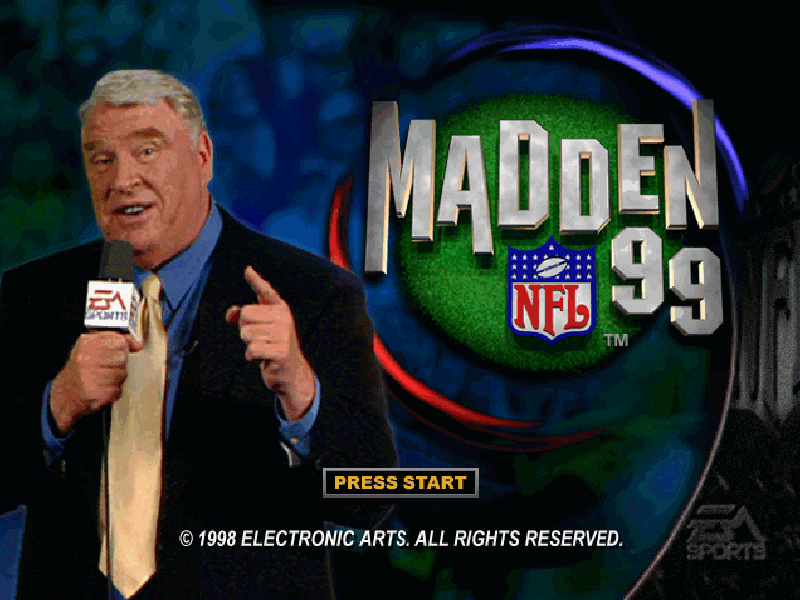 MADDEN
99
NFL
TM
EA
SPORTS
PRESS START
© 1998 ELECTRONIC ARTS. ALL RIGHTS RESERVED.
EA
SPORTS